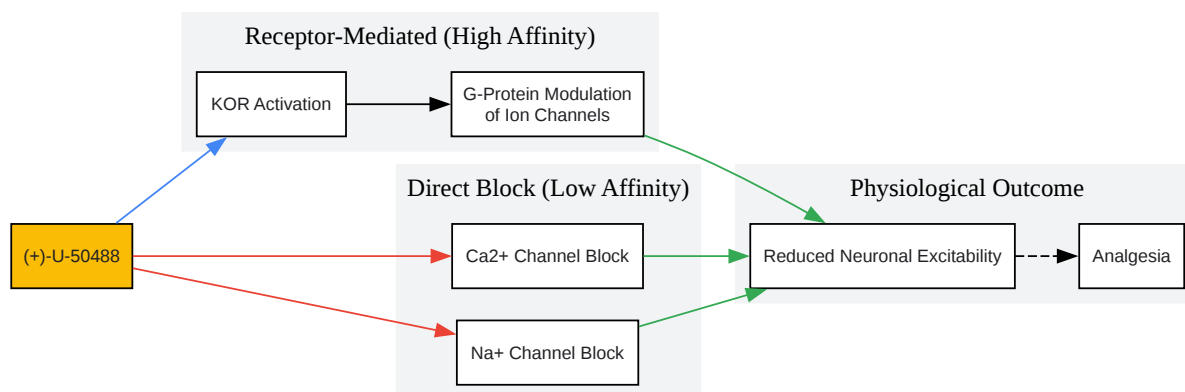 Receptor-Mediated (High Affinity)
KOR Activation
G-Protein Modulation
of Ion Channels
Direct Block (Low Affinity)
Physiological Outcome
(+)-U-50488
Ca2+ Channel Block
Reduced Neuronal Excitability
Analgesia
Na+ Channel Block